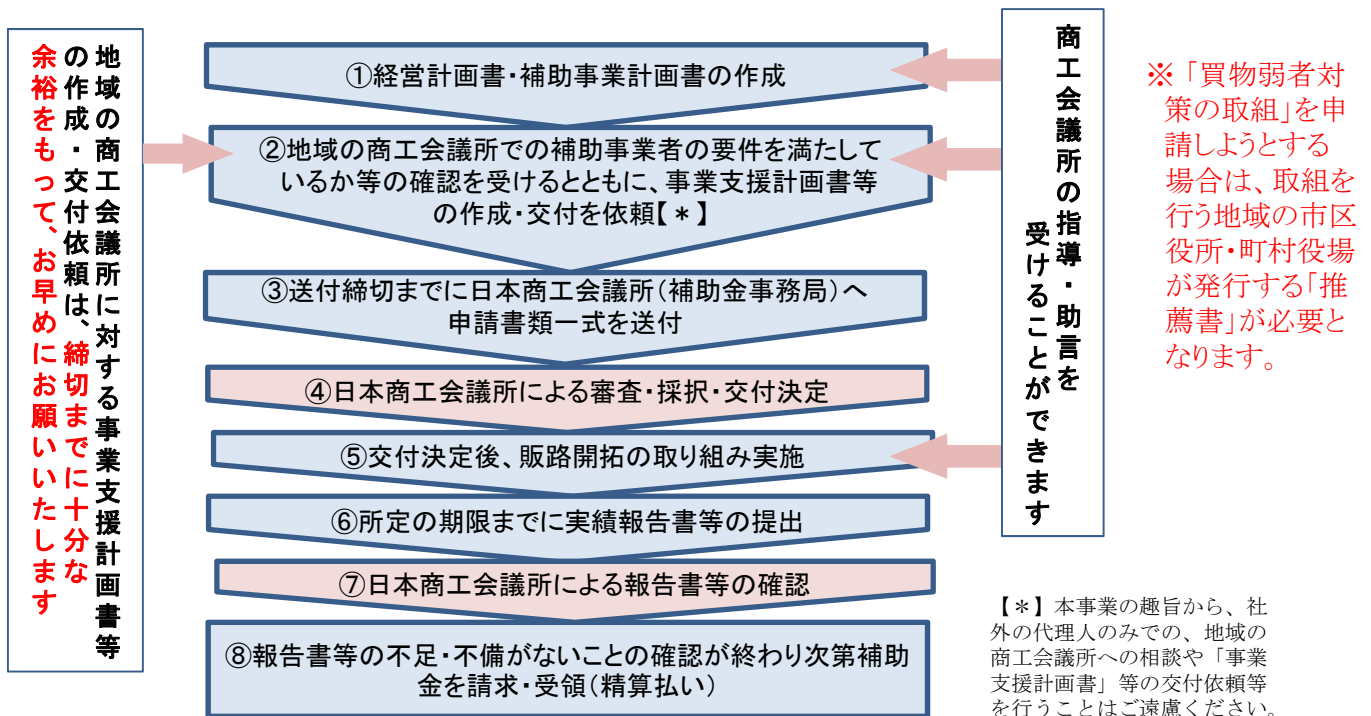 地域の商工会議所に対する事業支援計画書等
の作成・交付依頼は、締切までに十分な
余裕をもって、お早めにお願いいたします
①経営計画書・補助事業計画書の作成
②地域の商工会議所での補助事業者の要件を満たして
いるか等の確認を受けるとともに、事業支援計画書等
の作成・交付を依頼【＊】
③送付締切までに日本商工会議所（補助金事務局）へ
申請書類一式を送付
④日本商工会議所による審査・採択・交付決定
⑤交付決定後、販路開拓の取り組み実施
⑥所定の期限までに実績報告書等の提出
⑦日本商工会議所による報告書等の確認
⑧報告書等の不足・不備がないことの確認が終わり次第補助
金を請求・受領（精算払い）
商工会議所の指導・助言を
受けることができます
※「買物弱者対
策の取組」を申
請しようとする
場合は、取組を
行う地域の市区
役所・町村役場
が発行する「推
薦書」が必要と
なります。
【＊】本事業の趣旨から、社
外の代理人のみでの、地域の
商工会議所への相談や「事業
支援計画書」等の交付依頼等
を行うことはご遠慮ください。